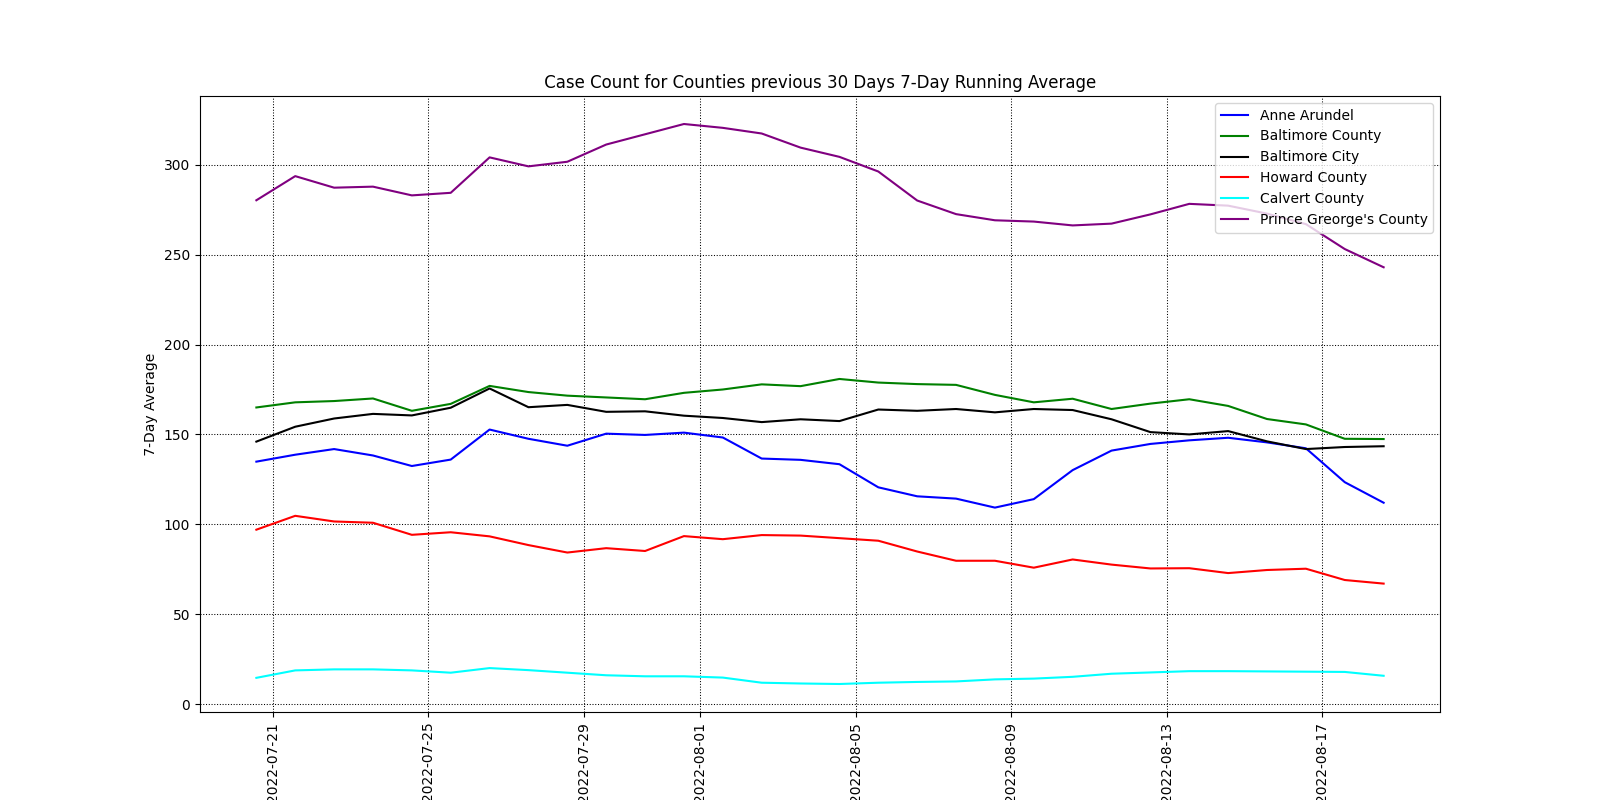 Case Count for Counties previous 30 Days 7-Day Running Average
Anne Arundel
Baltimore County
Baltimore City
Howard County
Calvert County
Prince Greorge's County
7-Day Average
300
250
200
150
100
50
0
2022-07-21
2022-07-25
2022-07-29
2022-08-01
2022-08-05
2022-08-09
2022-08-13
2022-08-17